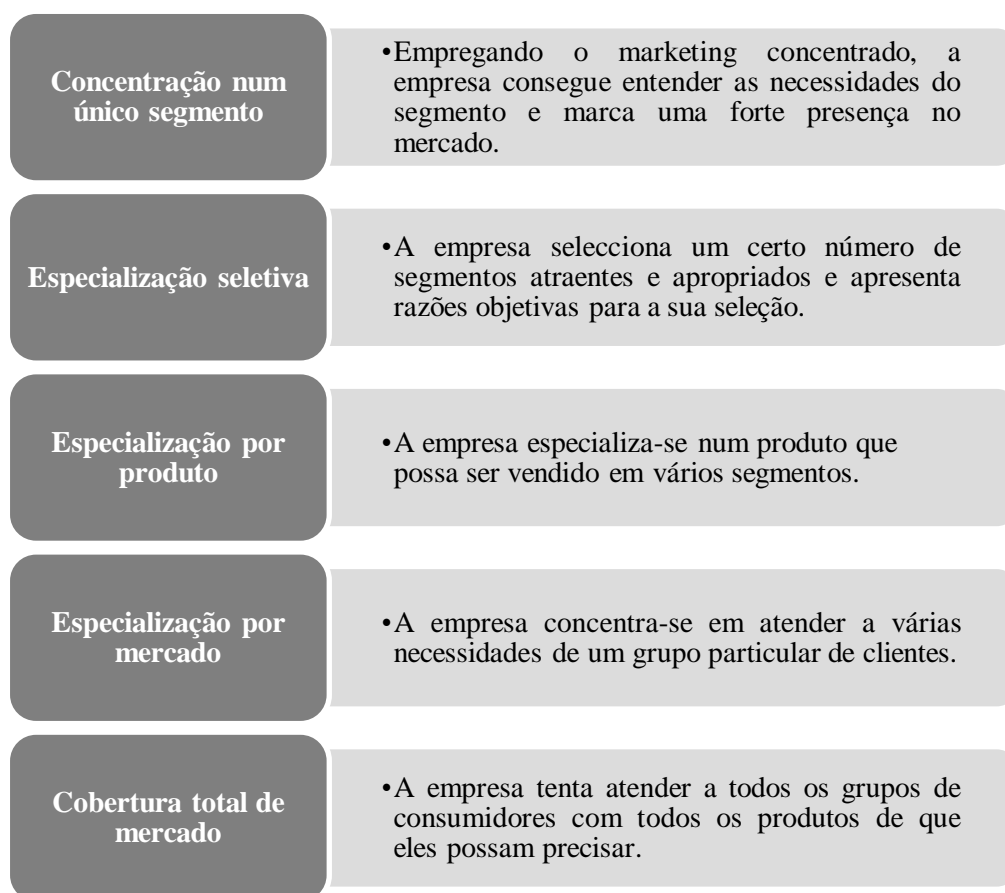 Concentração num
único segmento
•Empregando o marketing concentrado, a
empresa consegue entender as necessidades do
segmento e marca uma forte presença no
mercado.
Especialização seletiva
•A empresa selecciona um certo número de
segmentos atraentes e apropriados e apresenta
razões objetivas para a sua seleção.
Especialização por
produto
•A empresa especializa-se num produto que
possa ser vendido em vários segmentos.
Especialização por
mercado
•A empresa concentra-se em atender a várias
necessidades de um grupo particular de clientes.
Cobertura total de
mercado
•A empresa tenta atender a todos os grupos de
consumidores com todos os produtos de que
eles possam precisar.